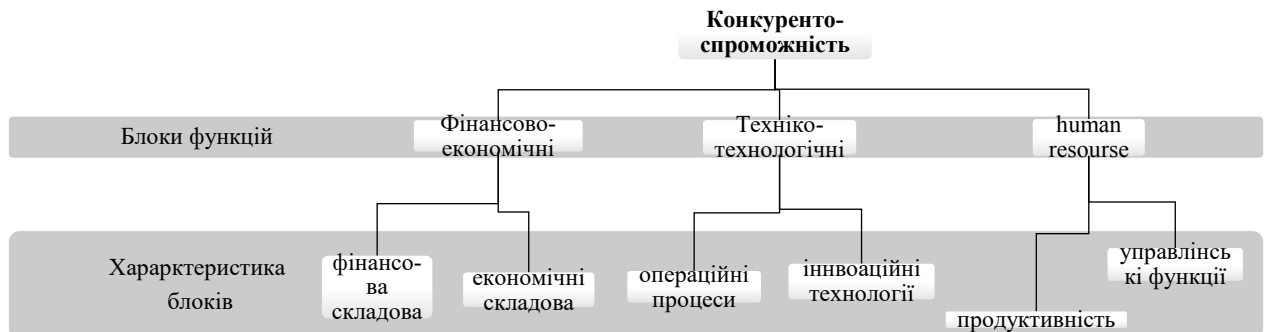 Конкуренто-
спроможність
Блоки функцій
Фінансово-
економічні
Техніко-
технологічні
human
resourse
Харарктеристика
блоків
фінансо-
ва
складова
економічні
складова
операційні
процеси
іннвоаційні
технології
продуктивність
управлінсь
кі функції